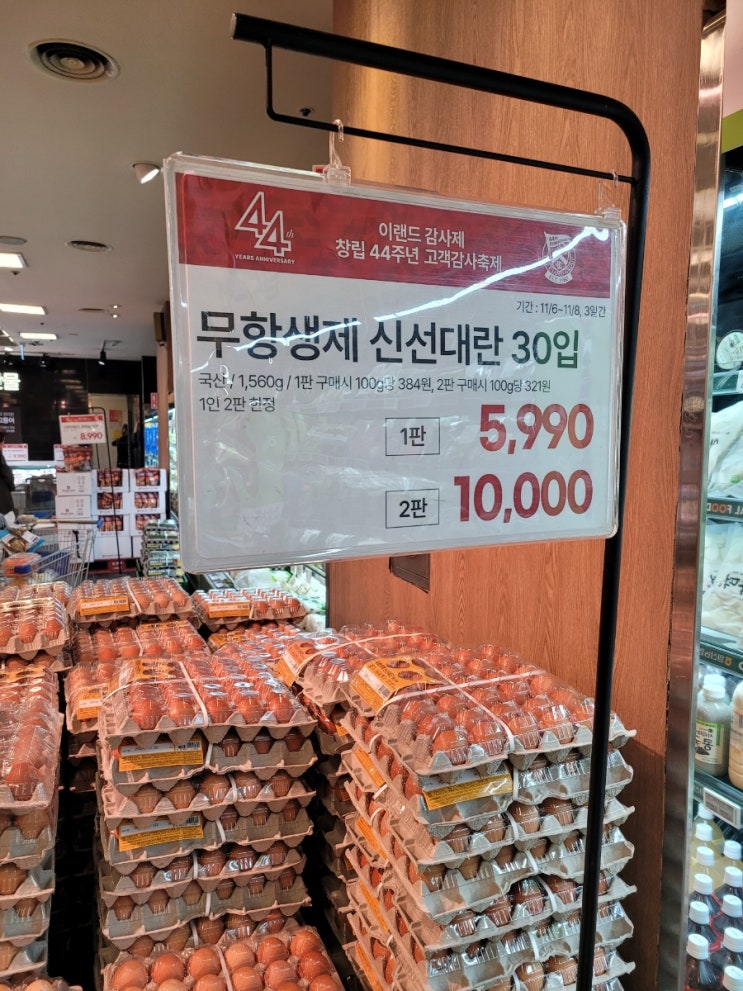 44th
YEARS ANNIVERSARY
이랜드 감사제
창립 44주년 고객감사축제
기간 : 11/6~11/8, 3일간
무항생제 신선대란 30입
국산 / 1,560g / 1판 구매시 100g당 384원, 2판 구매시 100g당 321원
1인 2판 한정
1판 5,990
2판 10,000
8,990